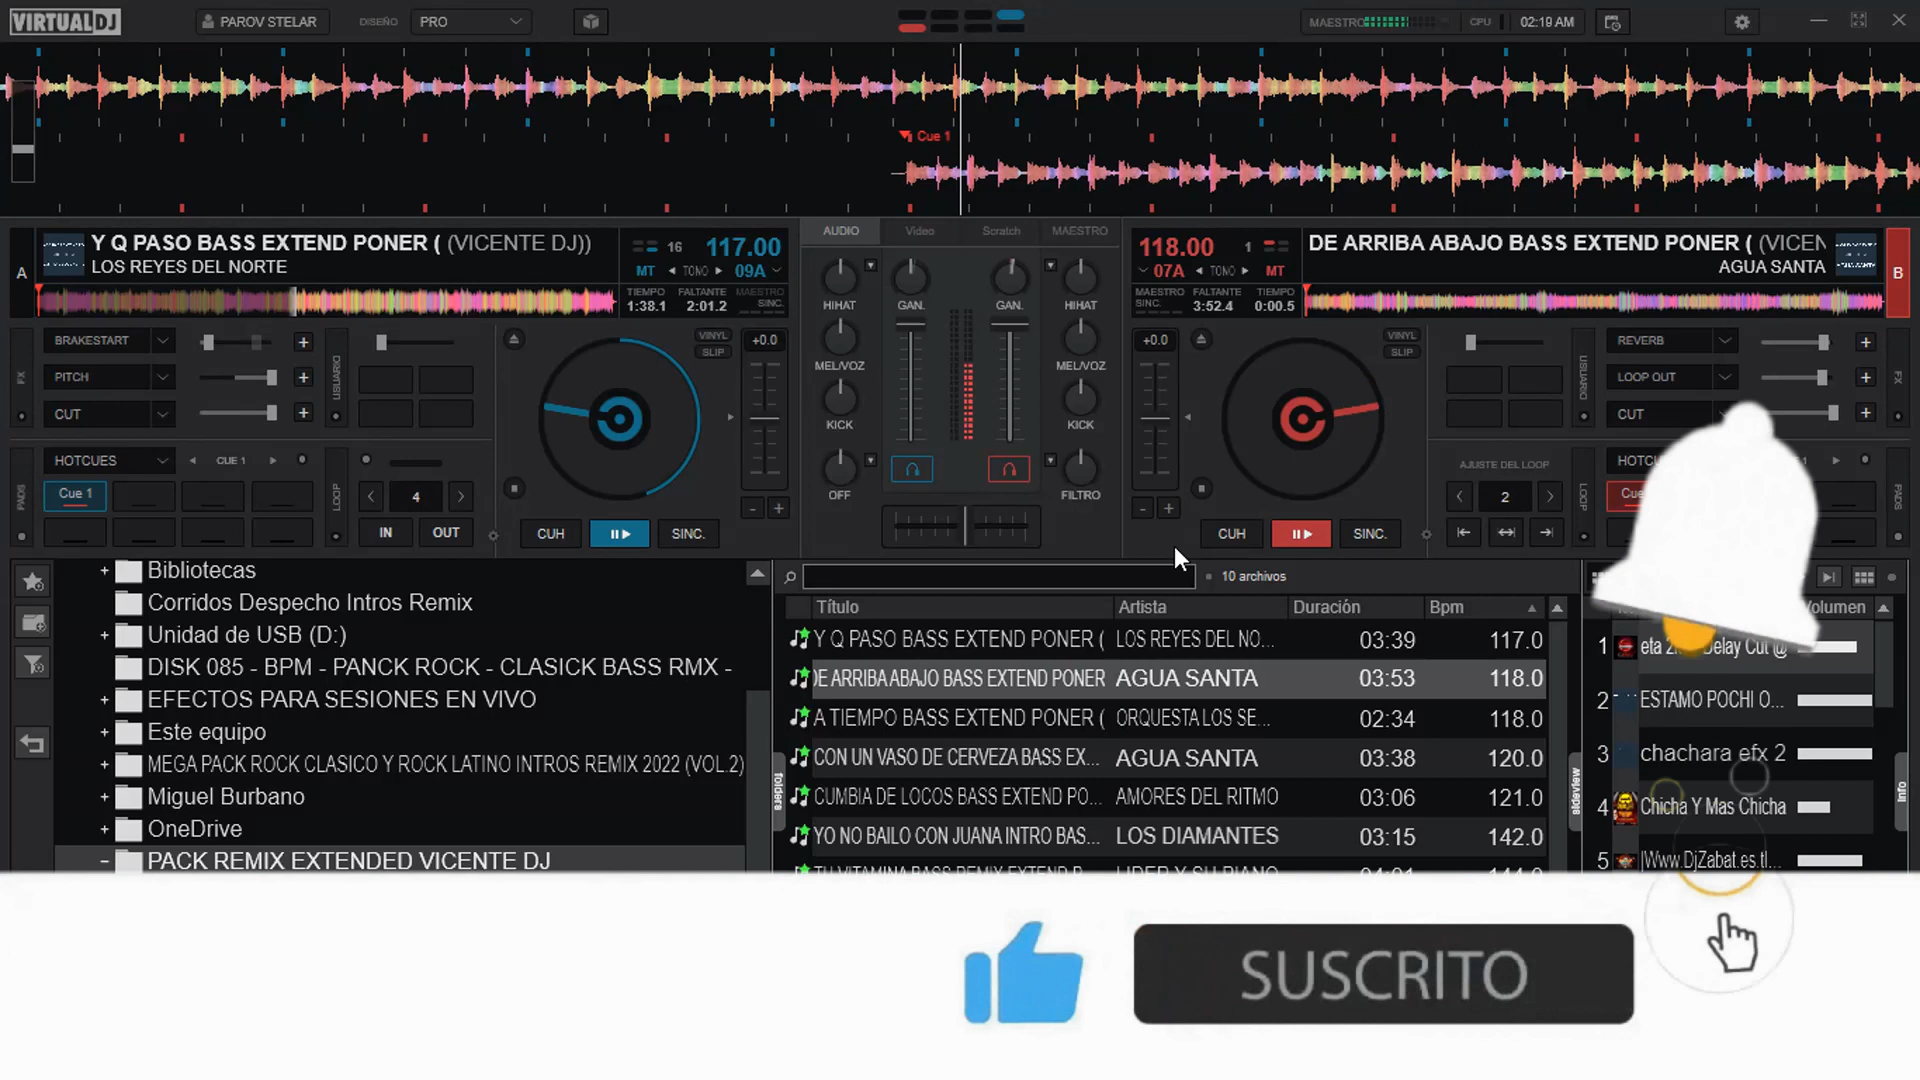 VIRTUALDJ PAROV STELAR DISEÑO PRO MAESTRO CPU 02:19 AM
Cue 1
A Y Q PASO BASS EXTEND PONER ( (VICENTE DJ))
LOS REYES DEL NORTE
16 117.00
MT TONO 09A
TIEMPO FALTANTE MAESTRO
1:38.1 2:01.2 SINC.
AUDIO Video Scratch MAESTRO
118.00 1
07A TONO MT
MAESTRO FALTANTE TIEMPO
SINC. 3:52.4 0:00.5
DE ARRIBA ABAJO BASS EXTEND PONER ( (VICEN B
AGUA SANTA
HIHAT GAN. GAN. HIHAT
MEL/VOZ MEL/VOZ
KICK KICK
OFF FILTRO
FX BRAKESTART + USUARIO VINYL +0.0
PITCH + SLIP
CUT +
PADS HOTCUES CUE 1 LOOP
Cue 1 4
IN OUT CUH SINC. - +
+0.0 VINYL USUARIO REVERB + FX
SLIP LOOP OUT +
CUT +
AJUSTE DEL LOOP LOOP PADS
2
- + CUH SINC.
+ Bibliotecas
Corridos Despecho Intros Remix
+ Unidad de USB (D:)
DISK 085 - BPM - PANCK ROCK - CLASICK BASS RMX -
+ EFECTOS PARA SESIONES EN VIVO
+ Este equipo
+ MEGA PACK ROCK CLASICO Y ROCK LATINO INTROS REMIX 2022 (VOL.2)
+ Miguel Burbano
+ OneDrive
- PACK REMIX EXTENDED VICENTE DJ
folders
10 archivos
Título Artista Duración Bpm
Y Q PASO BASS EXTEND PONER ( LOS REYES DEL NO... 03:39 117.0
DE ARRIBA ABAJO BASS EXTEND PONER AGUA SANTA 03:53 118.0
A TIEMPO BASS EXTEND PONER ( ORQUESTA LOS SE... 02:34 118.0
CON UN VASO DE CERVEZA BASS EX... AGUA SANTA 03:38 120.0
CUMBIA DE LOCOS BASS EXTEND PO... AMORES DEL RITMO 03:06 121.0
YO NO BAILO CON JUANA INTRO BAS... LOS DIAMANTES 03:15 142.0
sideview
Volumen
1
2 ESTAMO POCHI O...
3 chachara efx 2
4 Chicha Y Mas Chicha
5 |Www.DjZabat.es.tl...
Info
SUSCRITO